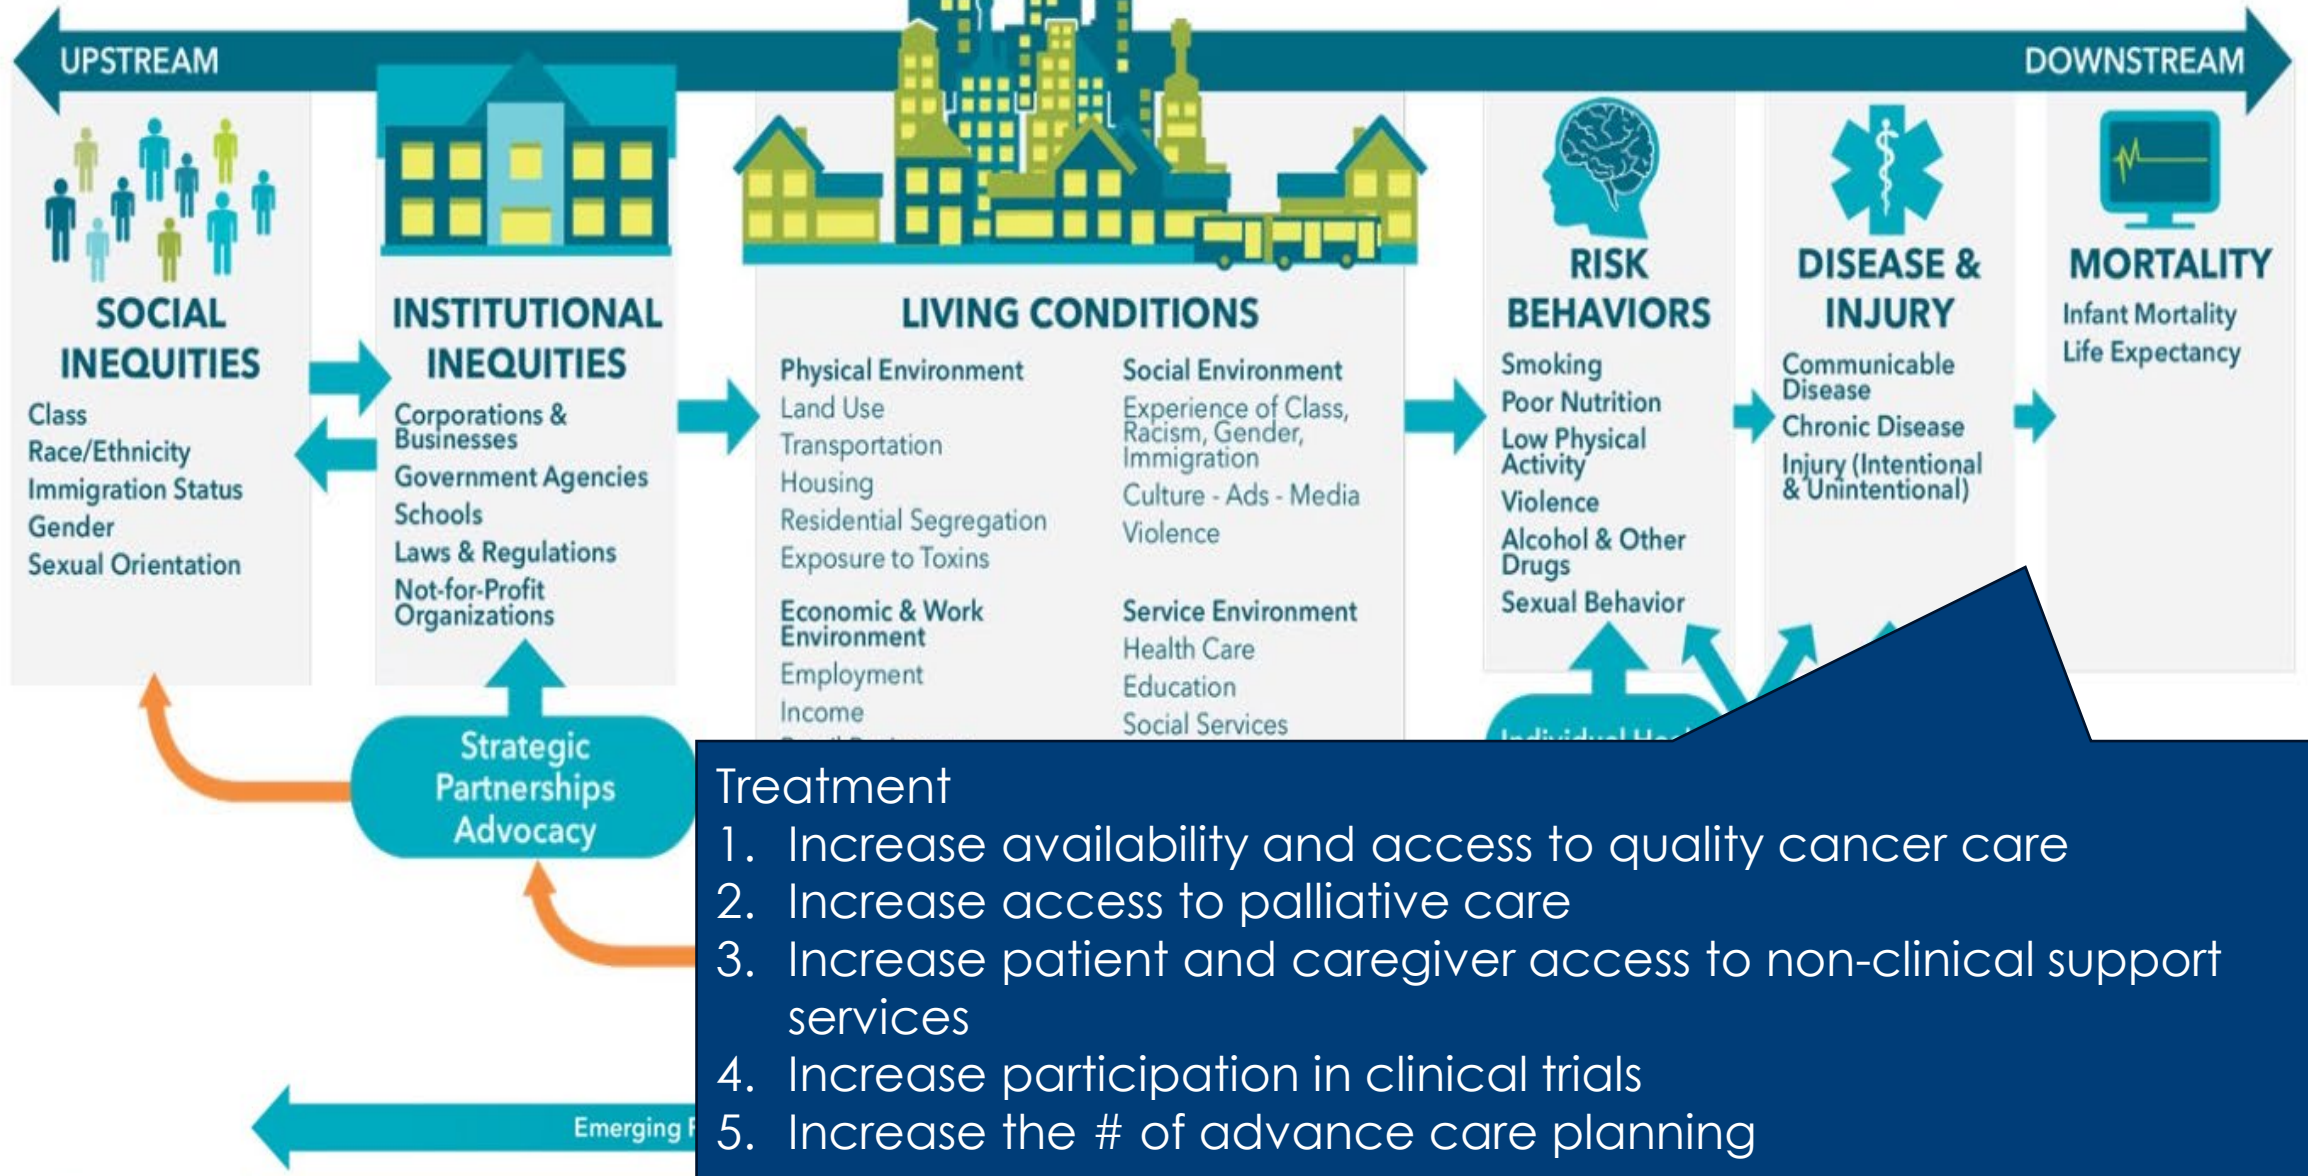 UPSTREAM
DOWNSTREAM
SOCIAL
INEQUITIES
Class
Race/Ethnicity
Immigration Status
Gender
Sexual Orientation
INSTITUTIONAL
INEQUITIES
Corporations &
Businesses
Government Agencies
Schools
Laws & Regulations
Not-for-Profit
Organizations
Strategic
Partnerships
Advocacy
LIVING CONDITIONS
Physical Environment
Land Use
Transportation
Housing
Residential Segregation
Exposure to Toxins
Economic & Work
Environment
Employment
Income
Social Environment
Experience of Class,
Racism, Gender,
Immigration
Culture - Ads - Media
Violence
Service Environment
Health Care
Education
Social Services
RISK
BEHAVIORS
Smoking
Poor Nutrition
Low Physical
Activity
Violence
Alcohol & Other
Drugs
Sexual Behavior
Individual
DISEASE &
INJURY
Communicable
Disease
Chronic Disease
Injury (Intentional
& Unintentional)
MORTALITY
Infant Mortality
Life Expectancy
Treatment
1. Increase availability and access to quality cancer care
2. Increase access to palliative care
3. Increase patient and caregiver access to non-clinical support
services
4. Increase participation in clinical trials
5. Increase the # of advance care planning
Emerging